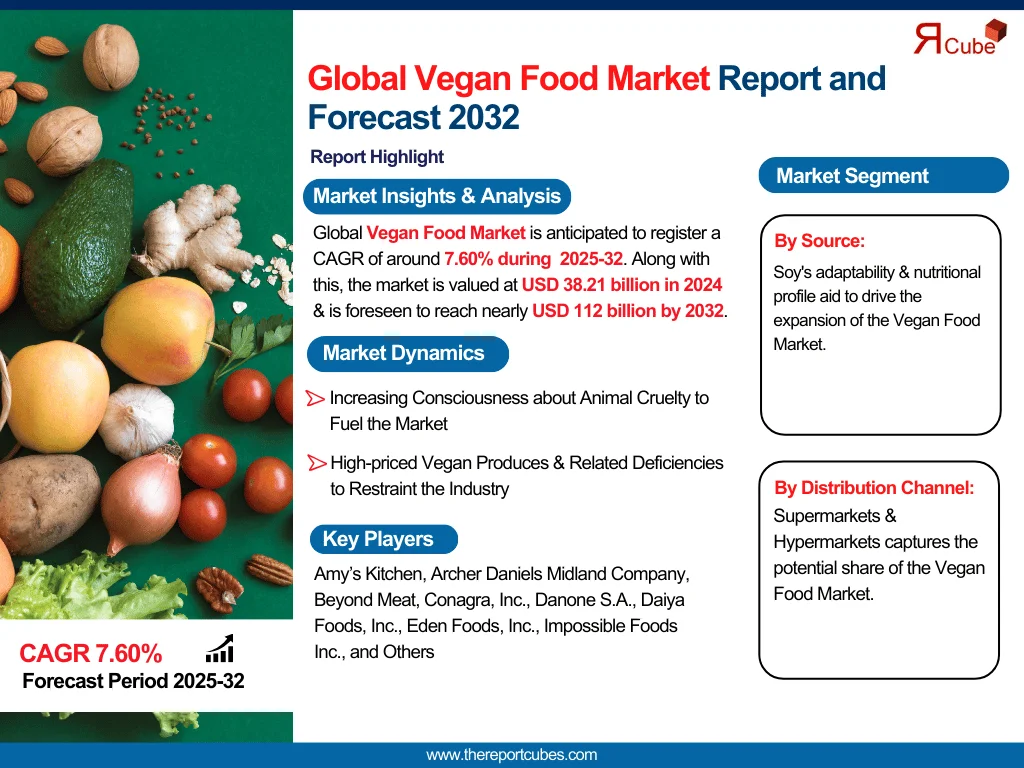 ЯCube
Global Vegan Food Market Report and
Forecast 2032
Report Highlight
Market Insights & Analysis
Global Vegan Food Market is anticipated to register a
CAGR of around 7.60% during 2025-32. Along with
this, the market is valued at USD 38.21 billion in 2024
& is foreseen to reach nearly USD 112 billion by 2032.
Market Dynamics
Increasing Consciousness about Animal Cruelty to
Fuel the Market
High-priced Vegan Produces & Related Deficiencies
to Restraint the Industry
Key Players
Amy’s Kitchen, Archer Daniels Midland Company,
Beyond Meat, Conagra, Inc., Danone S.A., Daiya
Foods, Inc., Eden Foods, Inc., Impossible Foods
Inc., and Others
Market Segment
By Source:
Soy's adaptability & nutritional
profile aid to drive the
expansion of the Vegan Food
Market.
By Distribution Channel:
Supermarkets &
Hypermarkets captures the
potential share of the Vegan
Food Market.
CAGR 7.60%
Forecast Period 2025-32
www.thereportcubes.com